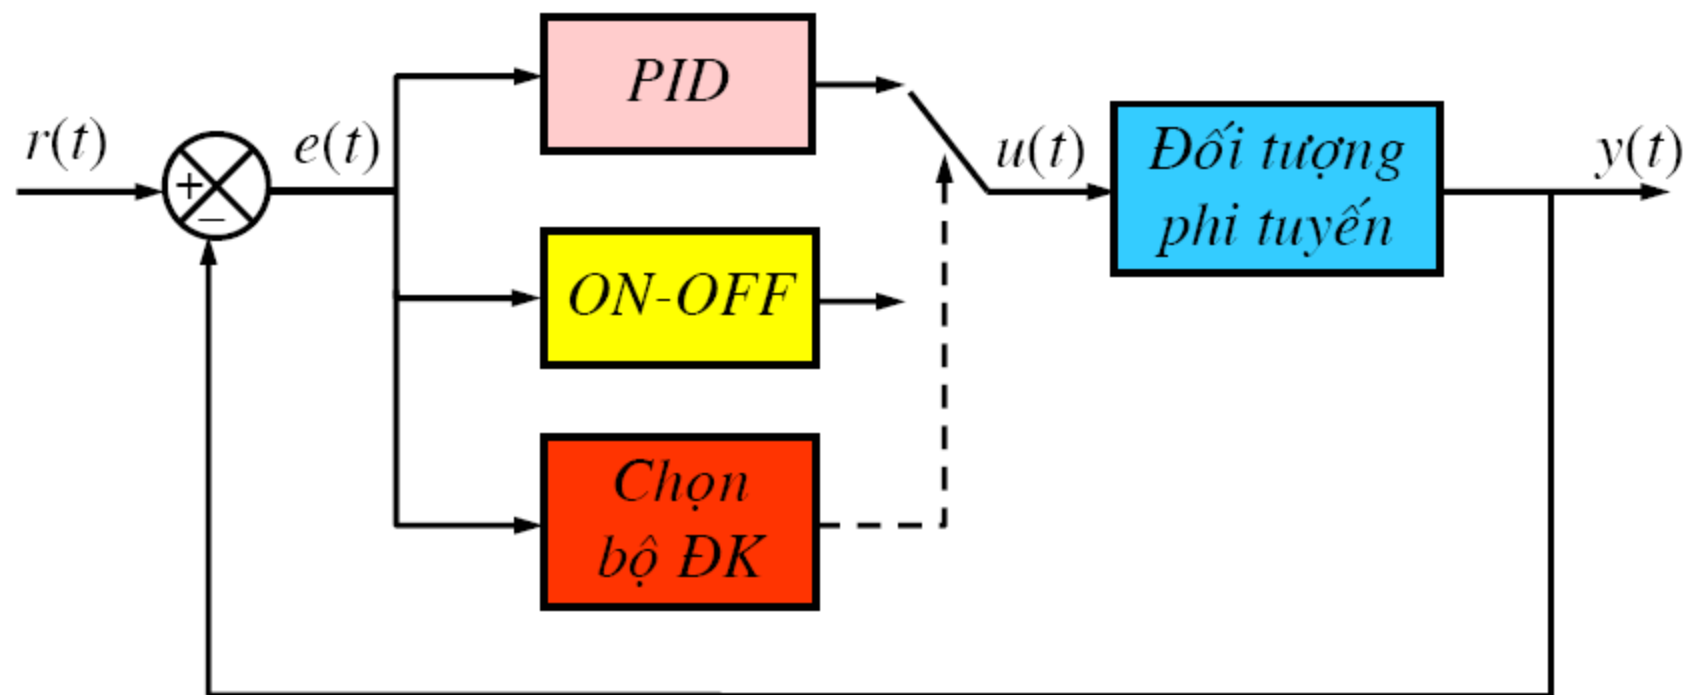 PID
r(t)
e(t)
u(t)
Đối tượng
phi tuyến
y(t)
+
−
ON-OFF
Chọn
bộ ĐK